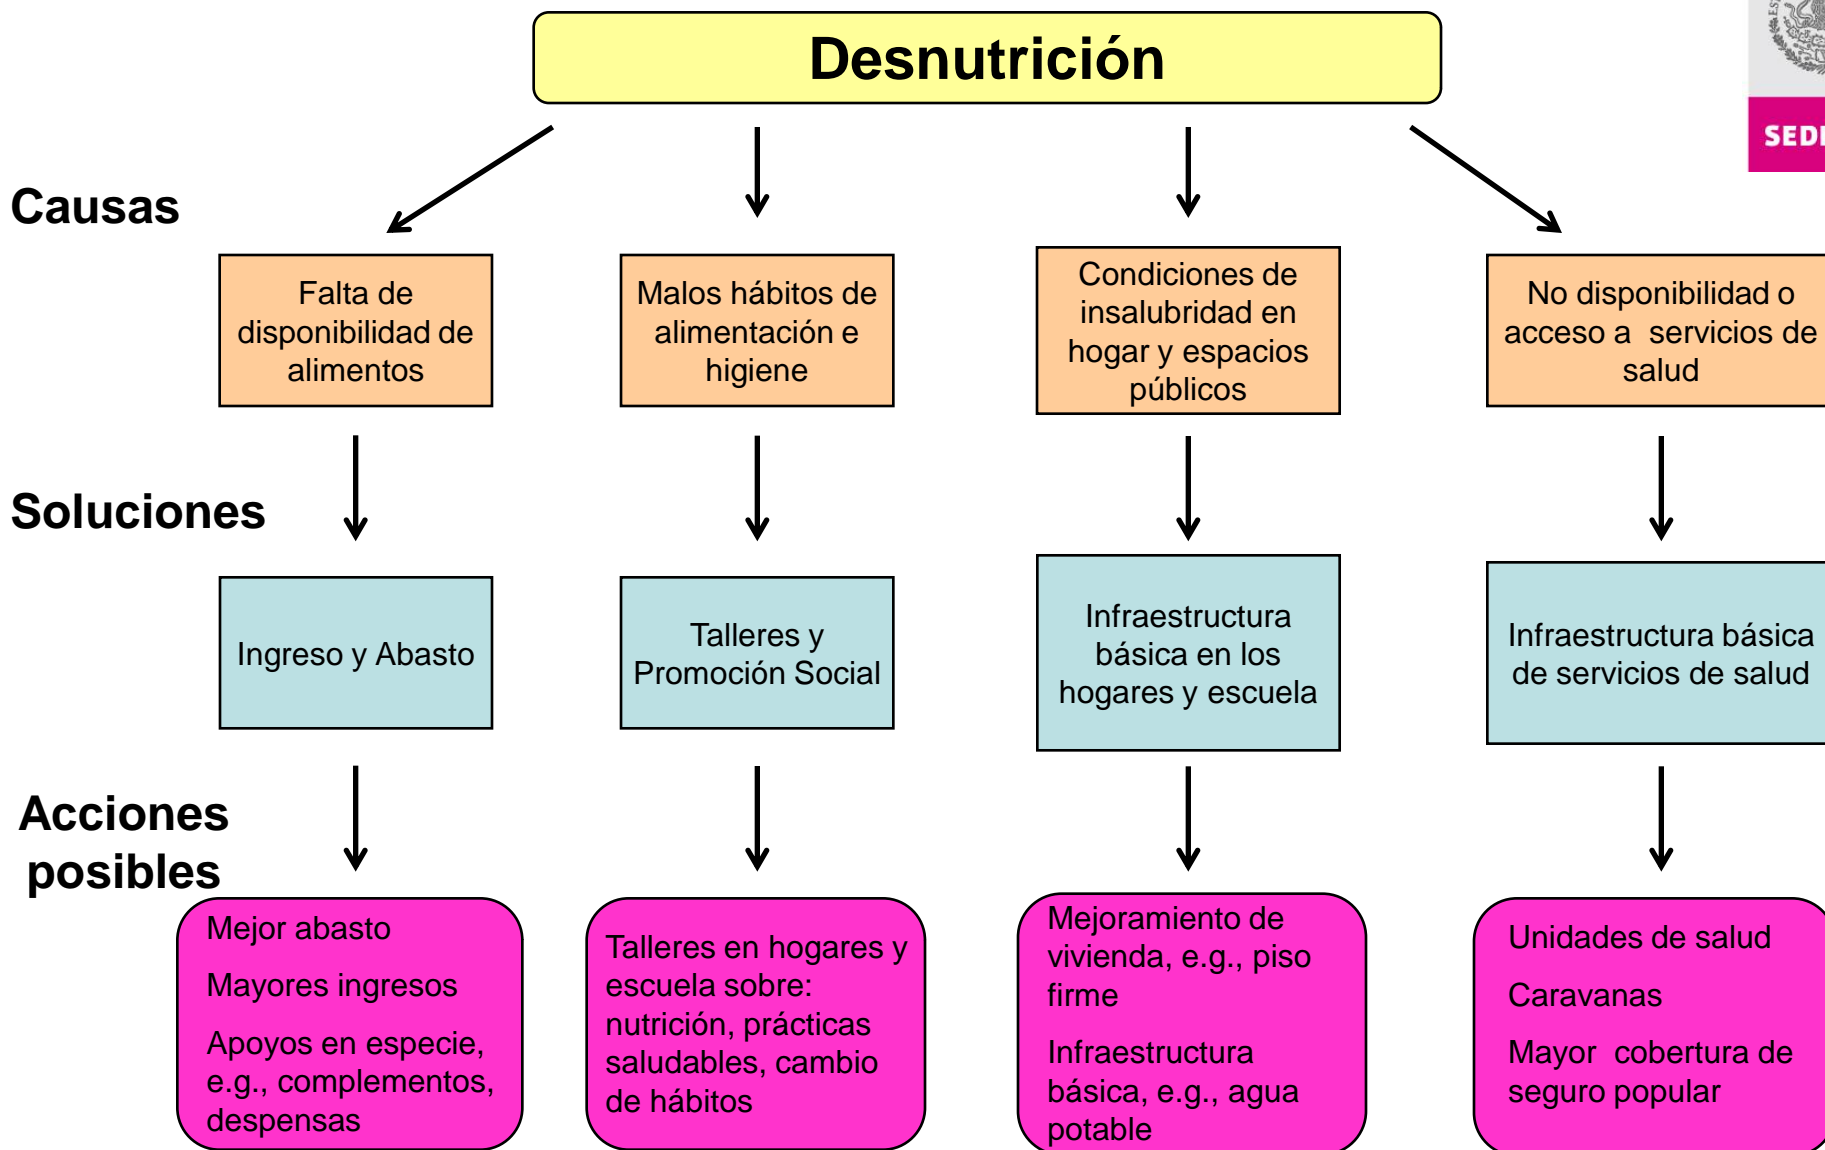 Desnutrición
SED
Causas
Falta de
disponibilidad de
alimentos
Malos hábitos de
alimentación e
higiene
Condiciones de
insalubridad en
hogar y espacios
públicos
No disponibilidad o
acceso a  servicios de
salud
Soluciones
Ingreso y Abasto
Talleres y
Promoción Social
Infraestructura
básica en los
hogares y escuela
Infraestructura básica
de servicios de salud
Acciones
posibles
Mejor abasto
Mayores ingresos
Apoyos en especie,
e.g., complementos,
despensas
Talleres en hogares y
escuela sobre:
nutrición, prácticas
saludables, cambio
de hábitos
Mejoramiento de
vivienda, e.g., piso
firme
Infraestructura
básica, e.g., agua
potable
Unidades de salud
Caravanas
Mayor  cobertura de
seguro popular